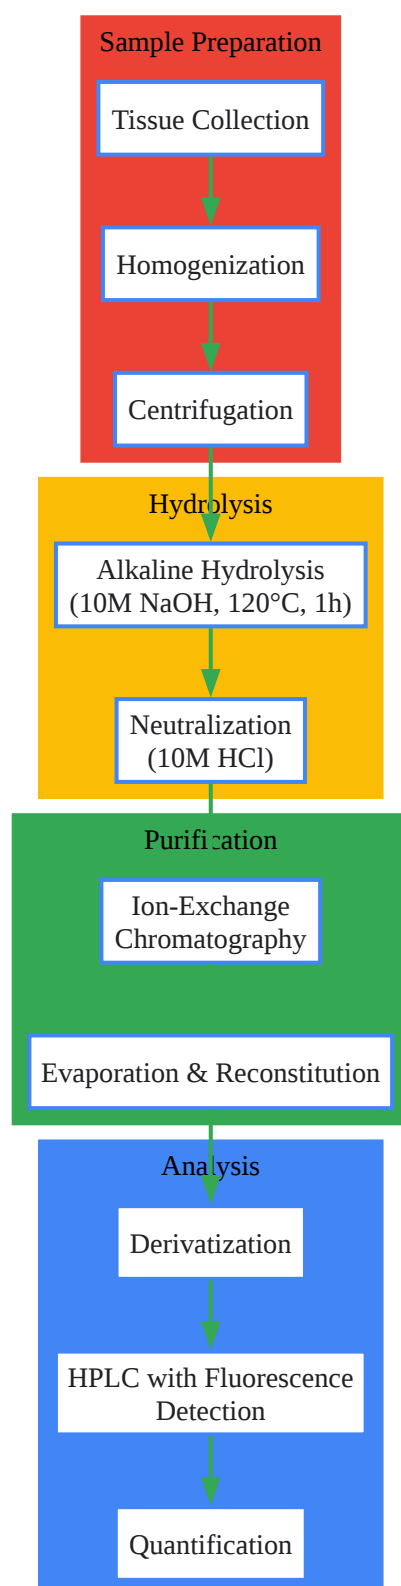 Sample Preparation
Tissue Collection
Homogenization
Centrifugation
Hydrolysis
Alkaline Hydrolysis
(10M NaOH, 120°C, 1h)
Neutralization
(10M HCl)
Purification
Ion-Exchange
Chromatography
Evaporation & Reconstitution
Analysis
Derivatization
HPLC with Fluorescence
Detection
Quantification